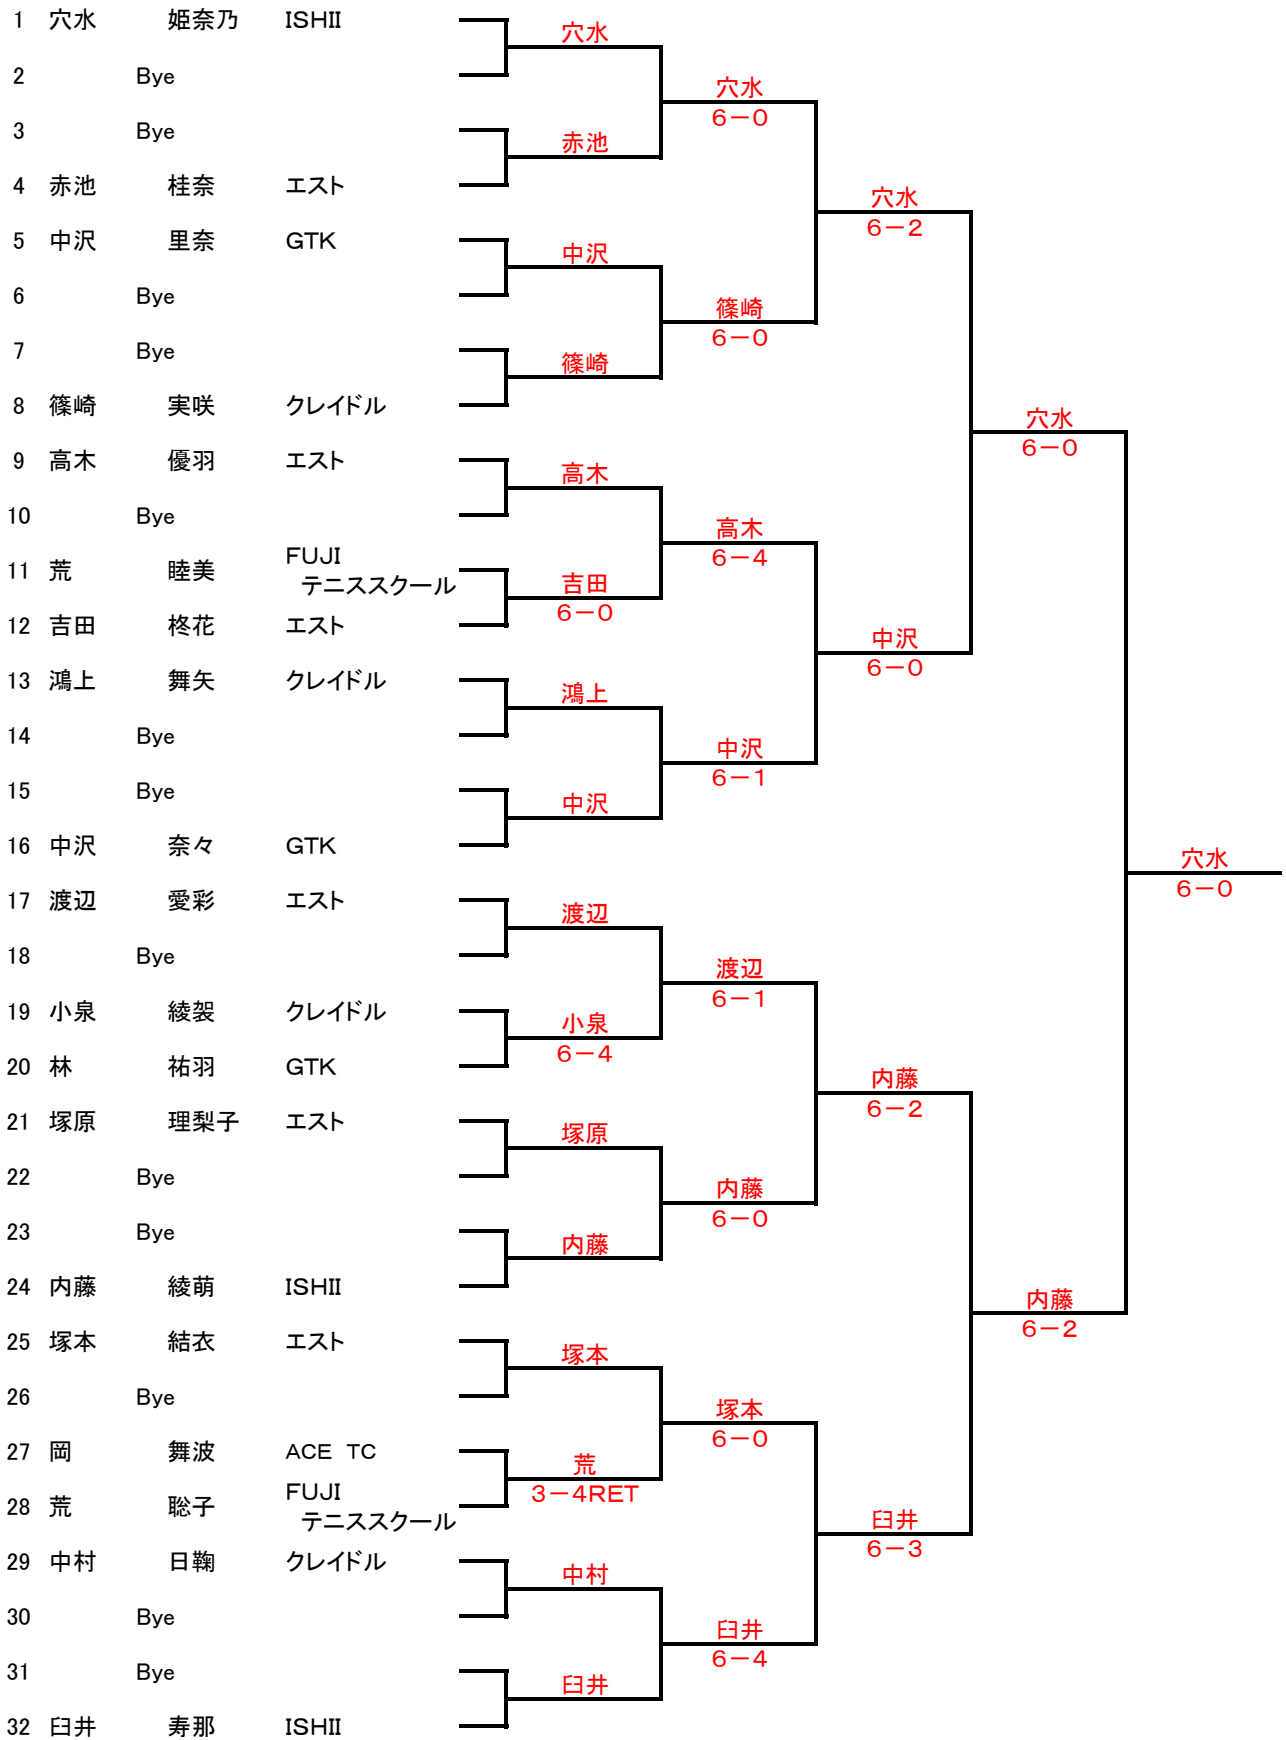 1 穴水 姫奈乃 ISHII
穴水
2 Bye
穴水
6－0
3 Bye
赤池
4 赤池 桂奈 エスト
穴水
6－2
5 中沢 里奈 GTK
中沢
6 Bye
篠崎
6－0
7 Bye
篠崎
8 篠崎 実咲 クレイドル
穴水
6－0
9 高木 優羽 エスト
高木
10 Bye
高木
6－4
11 荒 睦美 FUJI
テニススクール
吉田
6－0
12 吉田 柊花 エスト
中沢
6－0
13 鴻上 舞矢 クレイドル
鴻上
14 Bye
中沢
6－1
15 Bye
中沢
16 中沢 奈々 GTK
穴水
6－0
17 渡辺 愛彩 エスト
渡辺
18 Bye
渡辺
6－1
19 小泉 綾袈 クレイドル
小泉
6－4
20 林 祐羽 GTK
内藤
6－2
21 塚原 理梨子 エスト
塚原
22 Bye
内藤
6－0
23 Bye
内藤
24 内藤 綾萌 ISHII
内藤
6－2
25 塚本 結衣 エスト
塚本
26 Bye
塚本
6－0
27 岡 舞波 ACE TC
荒
3－4RET
28 荒 聡子 FUJI
テニススクール
臼井
6－3
29 中村 日鞠 クレイドル
中村
30 Bye
臼井
6－4
31 Bye
臼井
32 臼井 寿那 ISHII